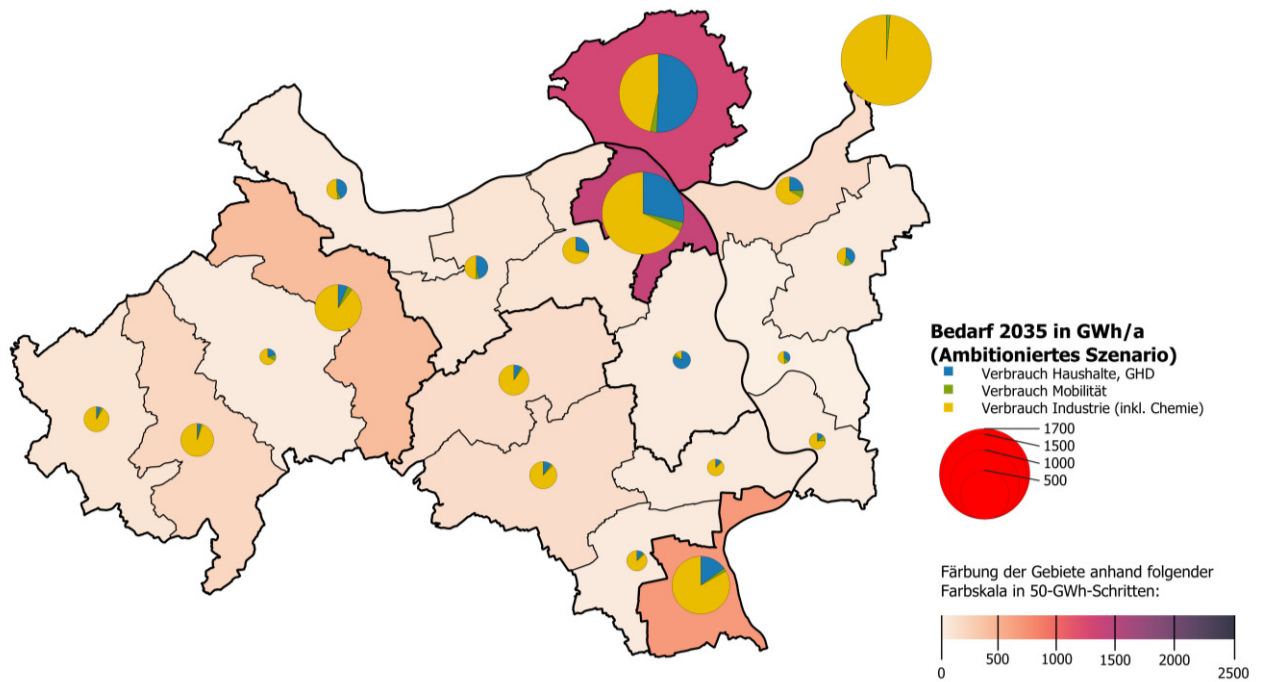 Bedarf 2035 in GWh/a
(Ambitioniertes Szenario)
Verbrauch Haushalte, GHD
Verbrauch Mobilität
Verbrauch Industrie (inkl. Chemie)
1700
1500
1000
500
Färbung der Gebiete anhand folgender
Farbskala in 50-GWh-Schritten:
0 500 1000 1500 2000 2500